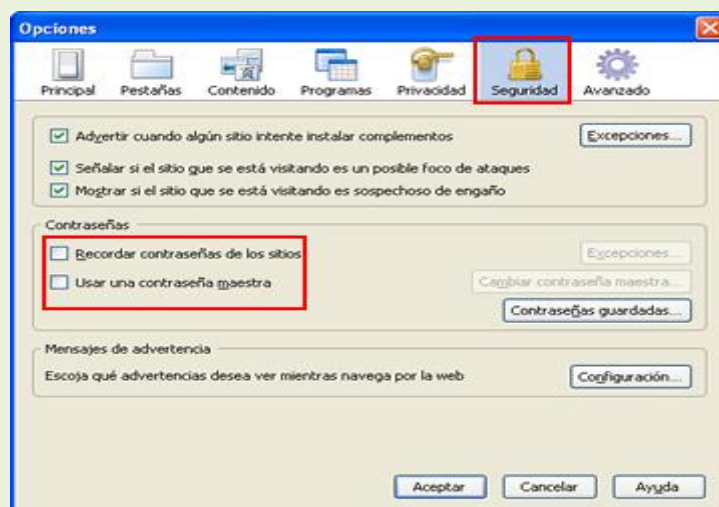 Opciones
Principal Pestañas Contenido Programas Privacidad Seguridad Avanzado
Advertir cuando algún sitio intente instalar complementos Excepciones...
Señalar si el sitio que se está visitando es un posible foco de ataques
Mostrar si el sitio que se está visitando es sospechoso de engaño
Contraseñas
Recordar contraseñas de los sitios Excepciones...
Usar una contraseña maestra Cambiar contraseña maestra...
Contraseñas guardadas...
Mensajes de advertencia
Escoja qué advertencias desea ver mientras navega por la web Configuración...
Aceptar Cancelar Ayuda